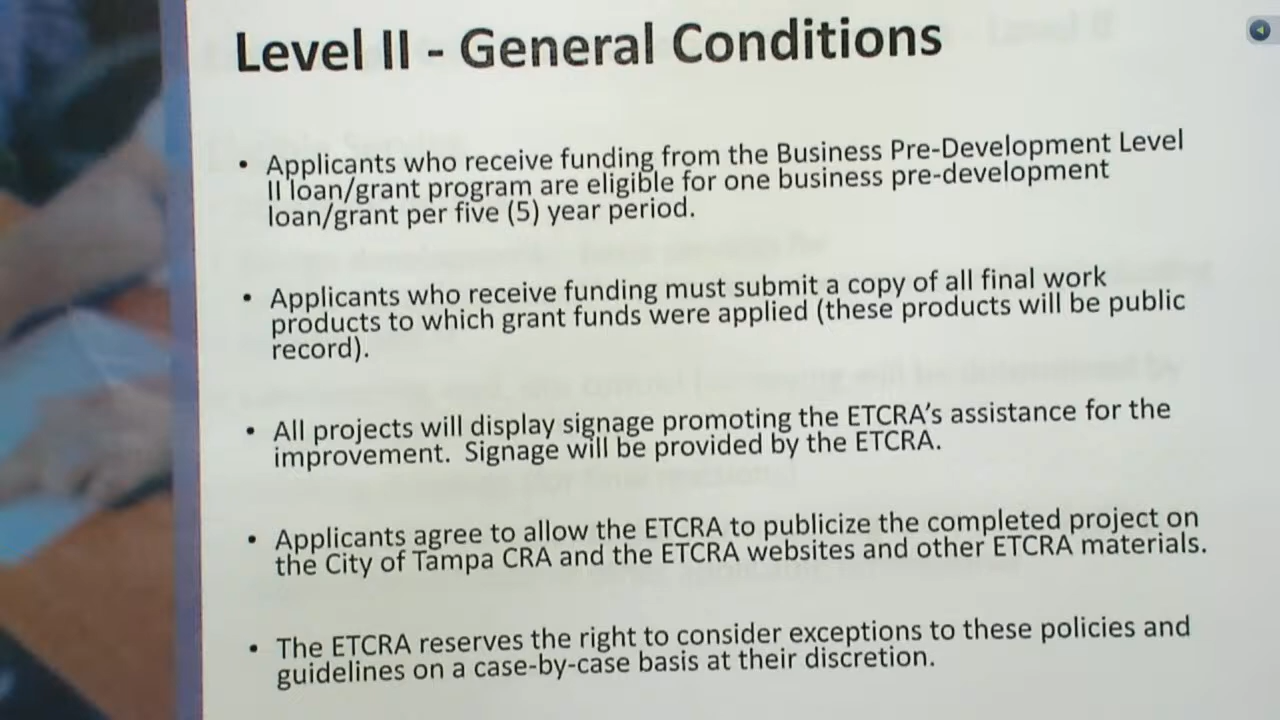 Level II - General Conditions
• Applicants who receive funding from the Business Pre-Development Level
II loan/grant program are eligible for one business pre-development
loan/grant per five (5) year period.
• Applicants who receive funding must submit a copy of all final work
products to which grant funds were applied (these products will be public
record).
• All projects will display signage promoting the ETCRA’s assistance for the
improvement.  Signage will be provided by the ETCRA.
• Applicants agree to allow the ETCRA to publicize the completed project on
the City of Tampa CRA and the ETCRA websites and other ETCRA materials.
• The ETCRA reserves the right to consider exceptions to these policies and
guidelines on a case-by-case basis at their discretion.